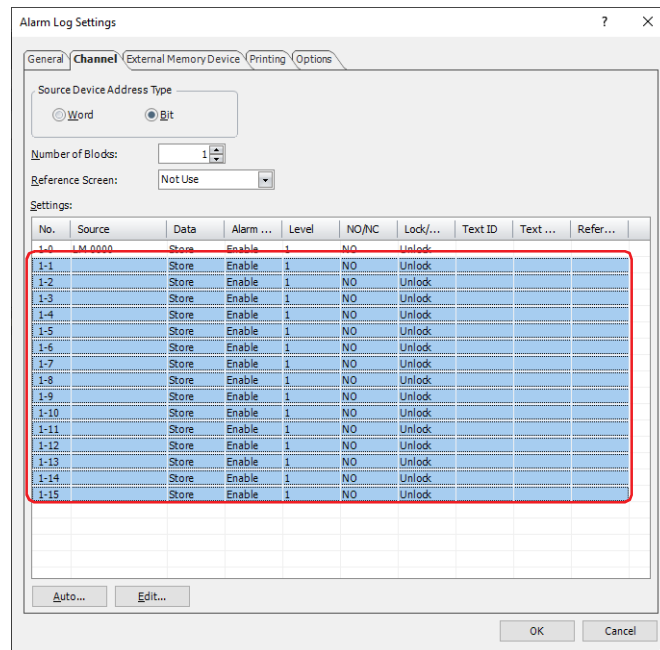 Alarm Log Settings ? ×
General Channel External Memory Device Printing Options
Source Device Address Type
Word Bit
Number of Blocks: 1
Reference Screen: Not Use
Settings:
No. Source Data Alarm ... Level NO/NC Lock/... Text ID Text ... Refer...
1-0 LM 0000 Store Enable 1 NO Unlock
1-1 Store Enable 1 NO Unlock
1-2 Store Enable 1 NO Unlock
1-3 Store Enable 1 NO Unlock
1-4 Store Enable 1 NO Unlock
1-5 Store Enable 1 NO Unlock
1-6 Store Enable 1 NO Unlock
1-7 Store Enable 1 NO Unlock
1-8 Store Enable 1 NO Unlock
1-9 Store Enable 1 NO Unlock
1-10 Store Enable 1 NO Unlock
1-11 Store Enable 1 NO Unlock
1-12 Store Enable 1 NO Unlock
1-13 Store Enable 1 NO Unlock
1-14 Store Enable 1 NO Unlock
1-15 Store Enable 1 NO Unlock
Auto... Edit...
OK Cancel